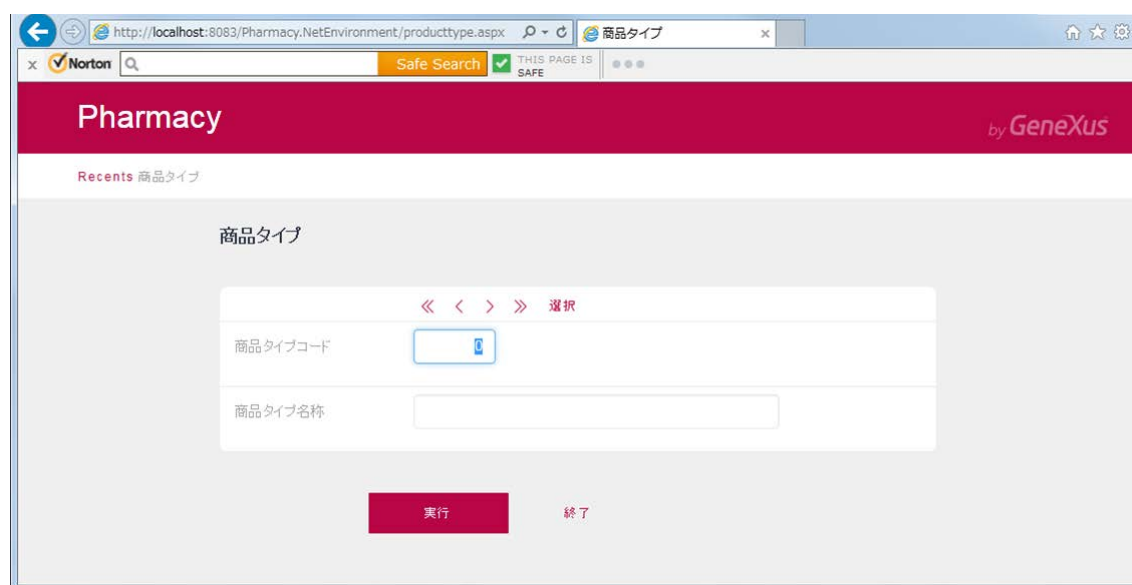 http://localhost:8083/Pharmacy.NetEnvironment/producttype.aspx 商品タイプ ×
x Norton Safe Search THIS PAGE IS SAFE
Pharmacy
by GeneXus
Recents 商品タイプ
商品タイプ
選択
商品タイプコード 0
商品タイプ名称
実行 終了